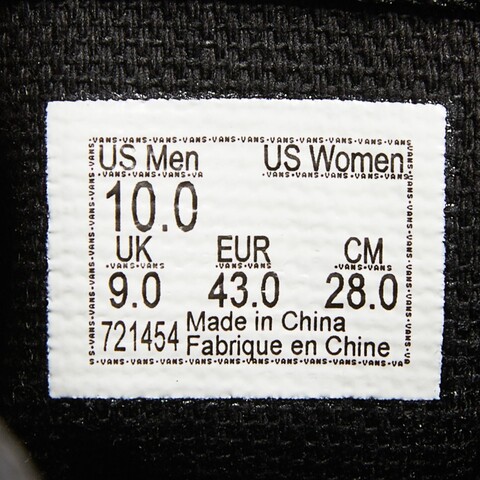 US Men US Women
10.0
UK EUR CM
9.0 43.0 28.0
721454 Made in China
Fabrique en Chine